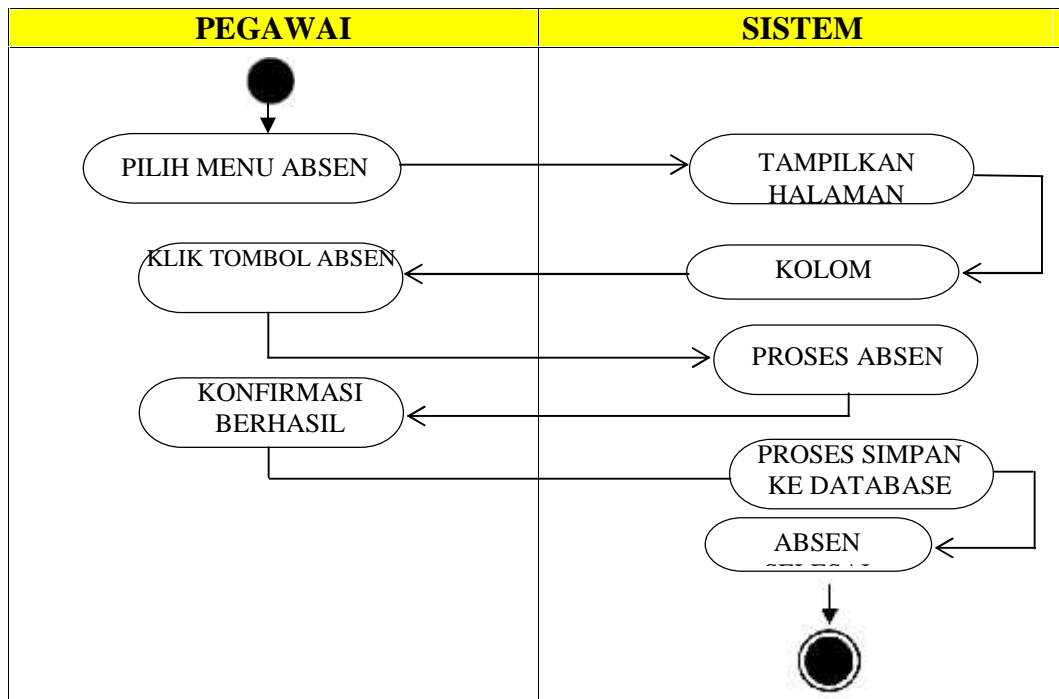 PEGAWAI
SISTEM
PILIH MENU ABSEN
TAMPILKAN
HALAMAN
KOLOM
KLIK TOMBOL ABSEN
PROSES ABSEN
KONFIRMASI
BERHASIL
PROSES SIMPAN
KE DATABASE
ABSEN